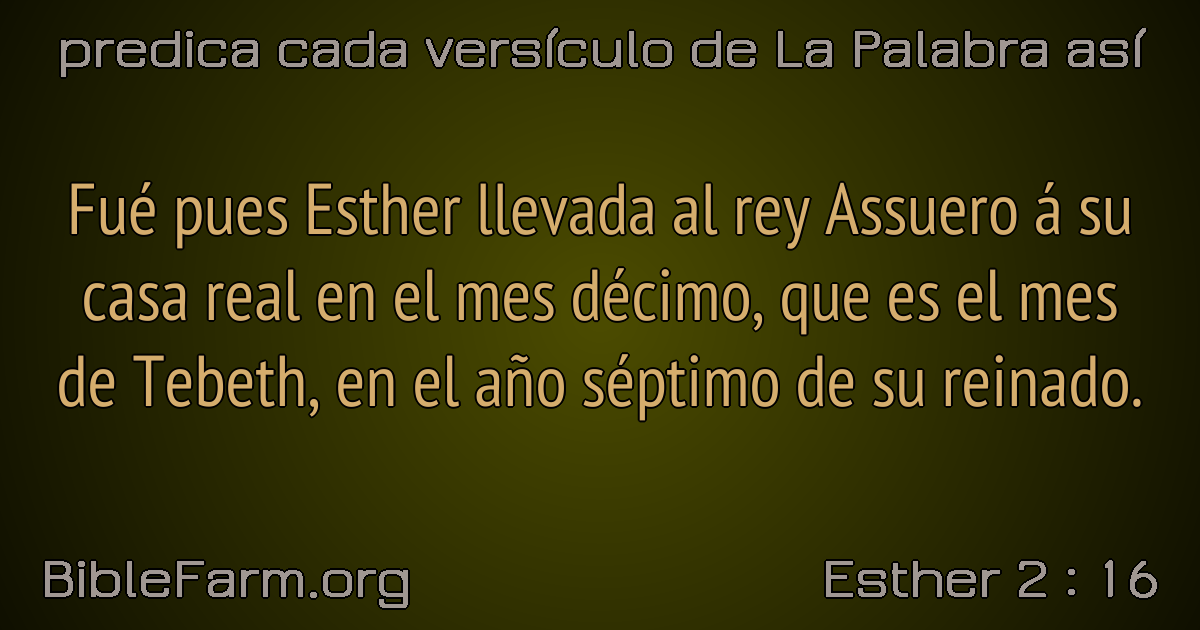 predica cada versículo de La Palabra así
Fué pues Esther llevada al rey Assuero á su
casa real en el mes décimo, que es el mes
de Tebeth, en el año séptimo de su reinado.
BibleFarm.org
Esther 2 : 16